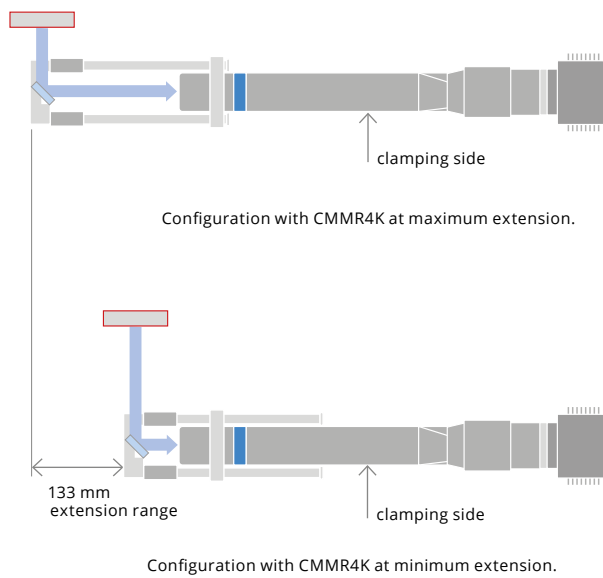 clamping side
Configuration with CMMR4K at maximum extension.
133 mm
extension range
clamping side
Configuration with CMMR4K at minimum extension.